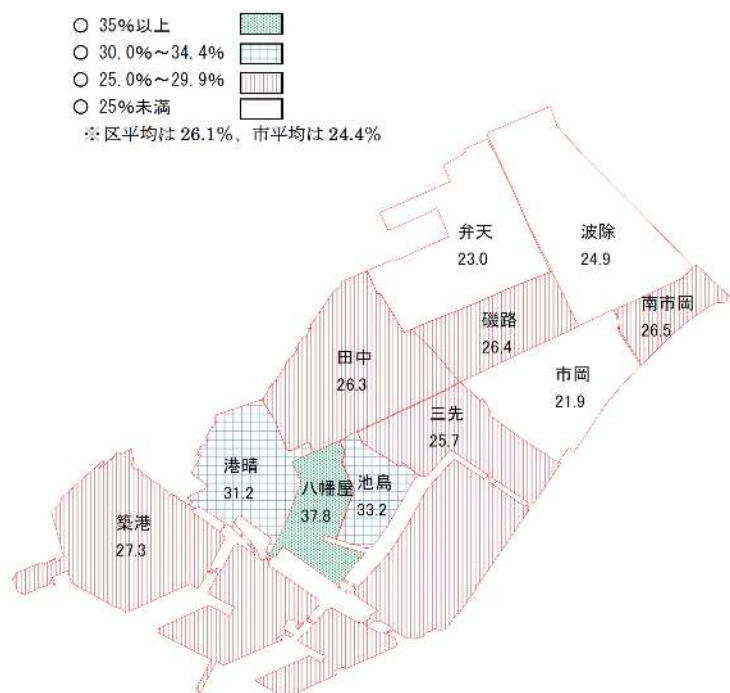 ○ 35%以上
○ 30.0%～34.4%
○ 25.0%～29.9%
○ 25%未満
※区平均は 26.1%、市平均は 24.4%
弁天
23.0
波除
24.9
南市岡
26.5
磯路
26.4
田中
26.3
市岡
21.9
三先
25.7
港晴
31.2
八幡屋
37.8
池島
33.2
築港
27.3